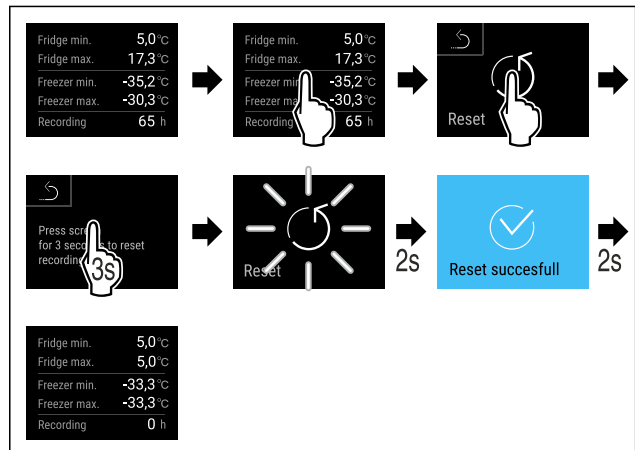 Fridge min. 5,0°C
Fridge max. 17,3°C
Freezer min. -35,2°C
Freezer max. -30,3°C
Recording 65 h
Fridge min. 5,0°C
Fridge max. 17,3°C
Freezer min. -35,2°C
Freezer -30,3°C
Recording 65 h
Reset
Press
for 3 to reset
3s
Reset
2s
Reset succesfull
2s
Fridge min. 5,0°C
Fridge max. 5,0°C
Freezer min. -33,3°C
Freezer max. -33,3°C
Recording 0 h